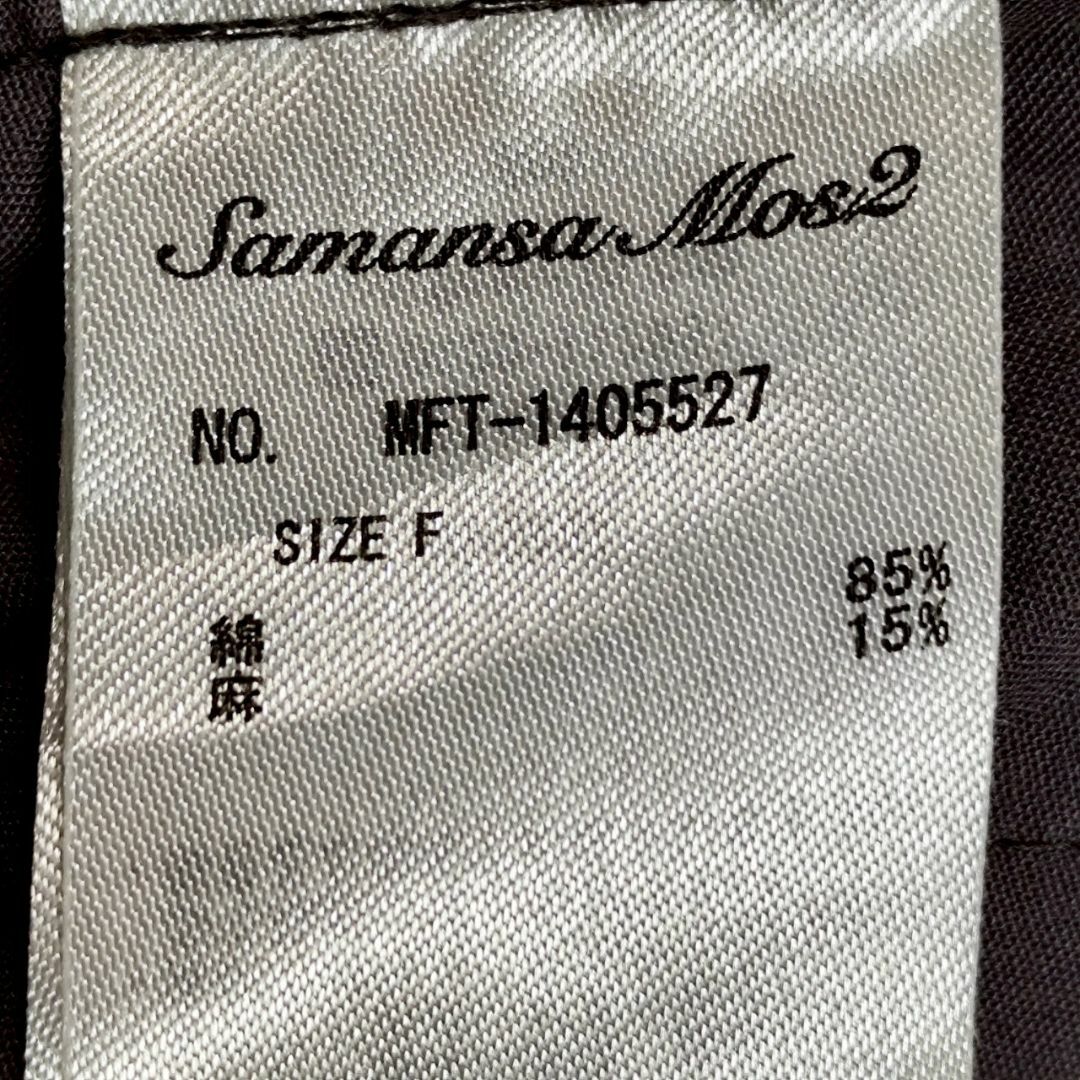 Samansa Mos2
NO. MFT-1405527
SIZE F
綿 85%
麻 15%